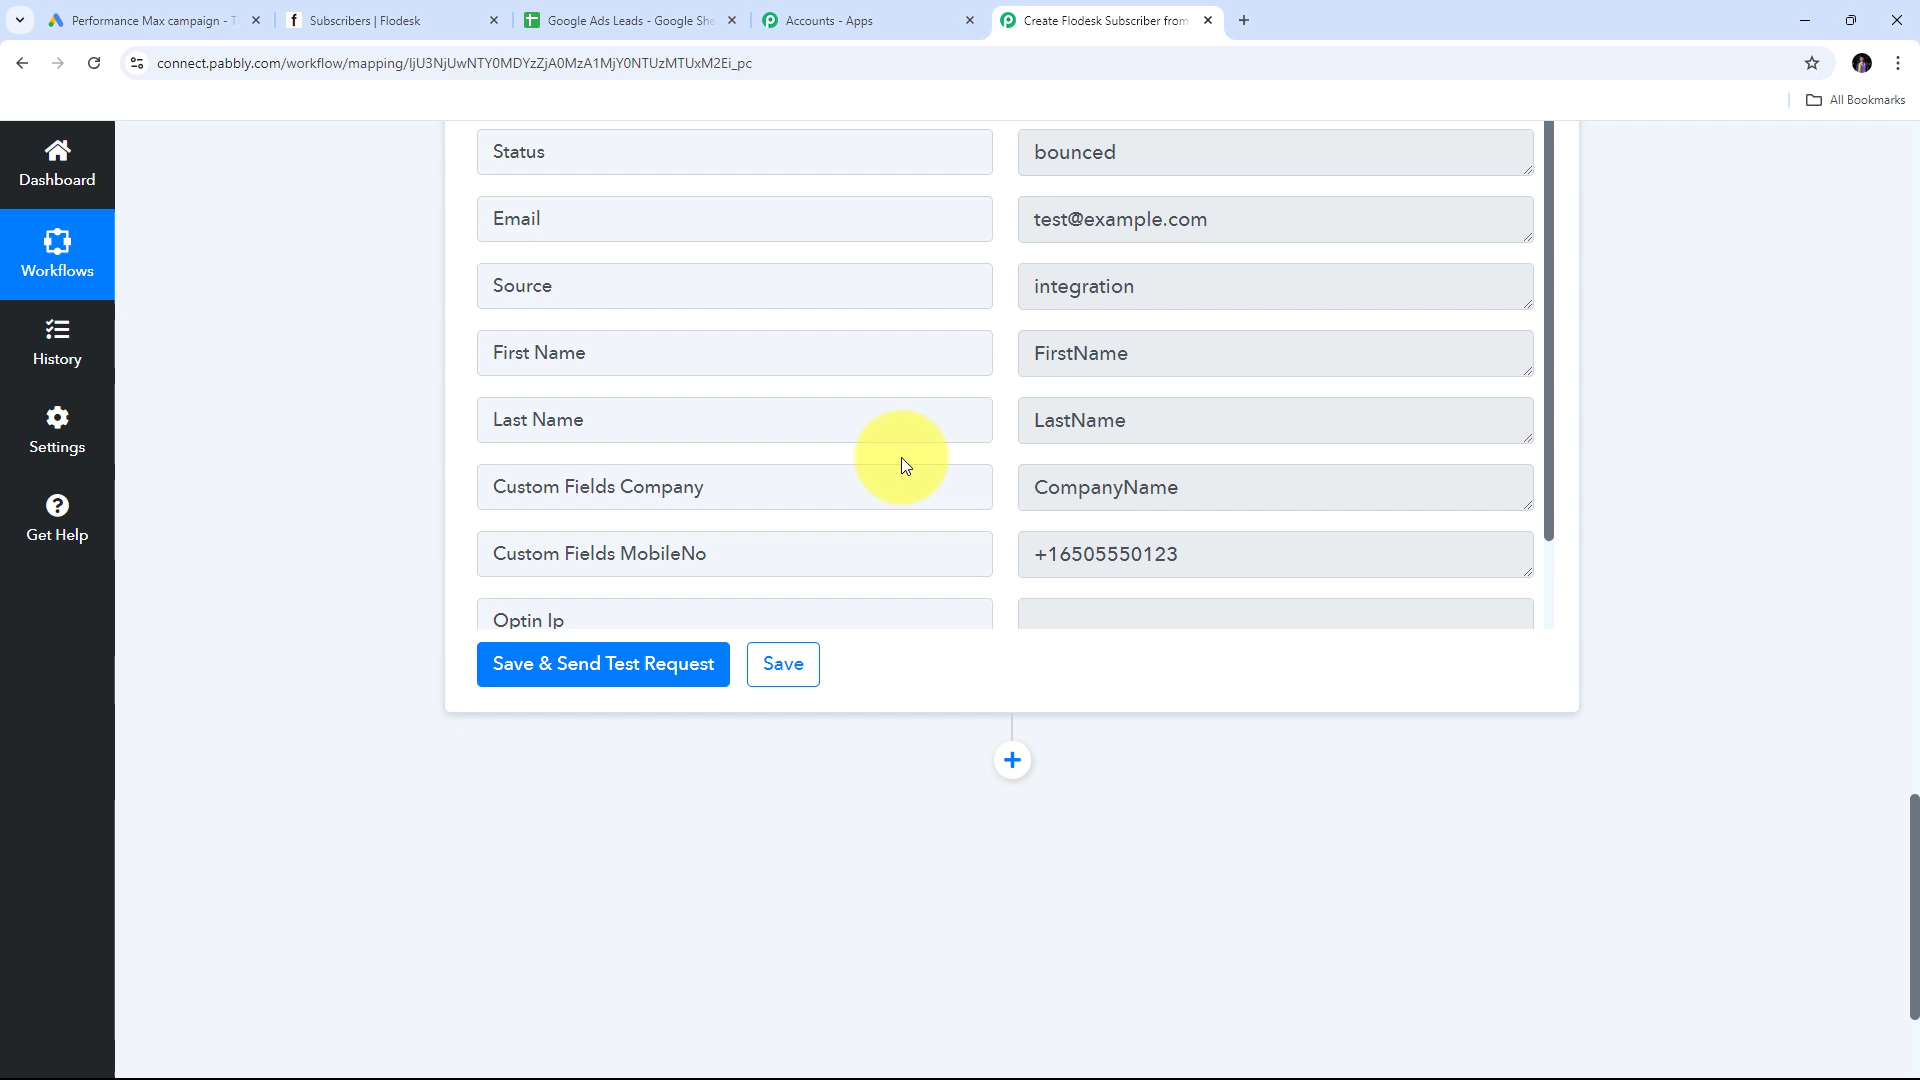 Performance Max campaign - T
Subscribers | Flodesk
Google Ads Leads - Google She
Accounts - Apps
Create Flodesk Subscriber from
connect.pabbly.com/workflow/mapping/IjU3NjUwNTY0MDYzZjA0MzA1MjY0NTUzMTUxM2Ei_pc
All Bookmarks
Dashboard
Workflows
History
Settings
Get Help
Status
bounced
Email
test@example.com
Source
integration
First Name
FirstName
Last Name
LastName
Custom Fields Company
CompanyName
Custom Fields MobileNo
+16505550123
Optin Ip
Save & Send Test Request
Save